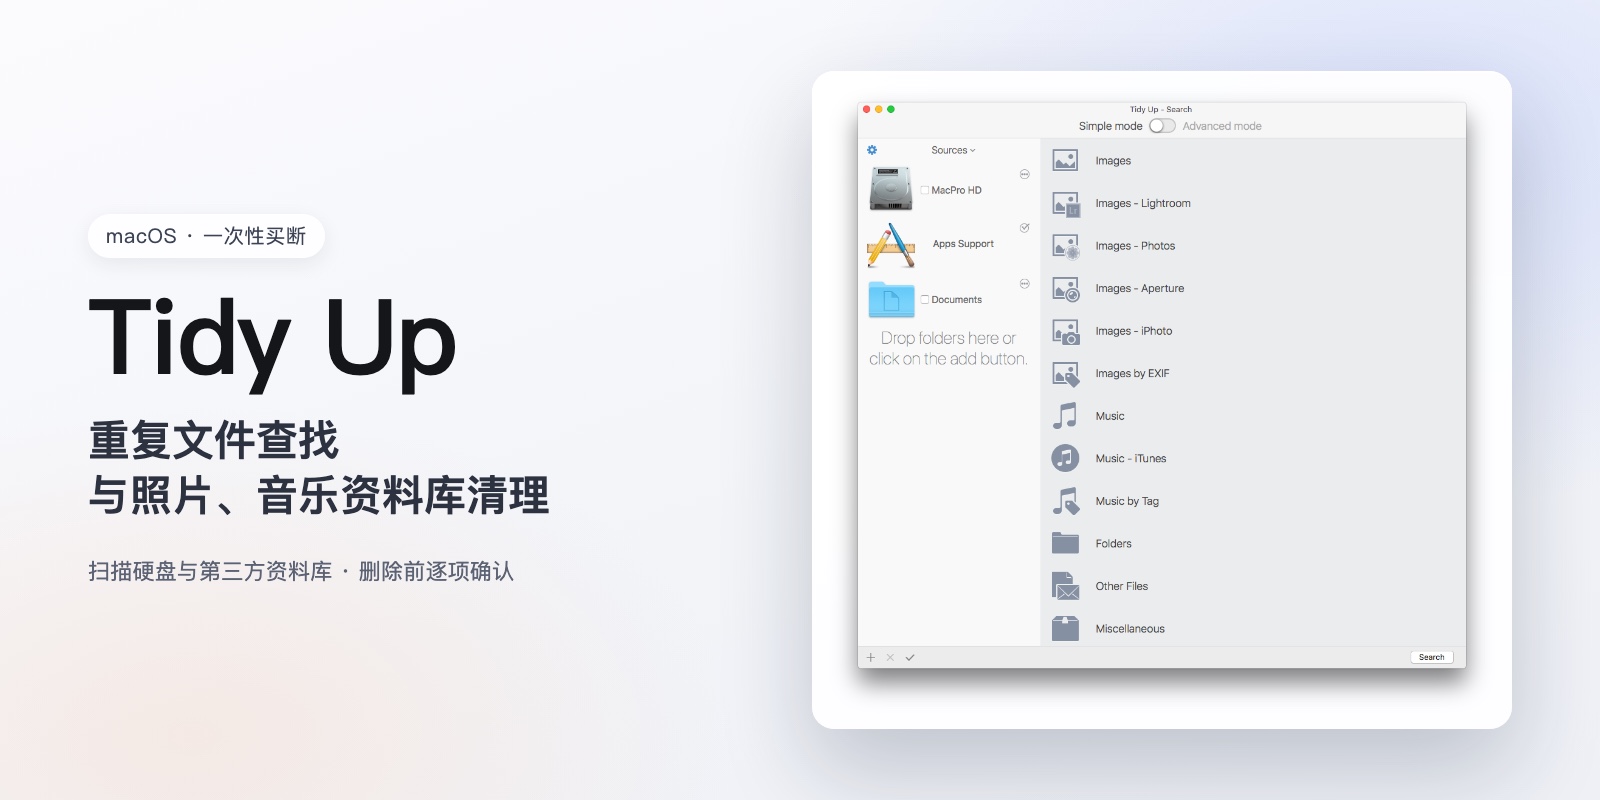 macOS · 一次性买断
Tidy Up
重复文件查找
与照片、音乐资料库清理
扫描硬盘与第三方资料库 · 删除前逐项确认
Tidy Up - Search
Simple mode Advanced mode
Sources
MacPro HD
Apps Support
Documents
Drop folders here or
click on the add button.
Images
Images - Lightroom
Images - Photos
Images - Aperture
Images - iPhoto
Images by EXIF
Music
Music - iTunes
Music by Tag
Folders
Other Files
Miscellaneous
Search